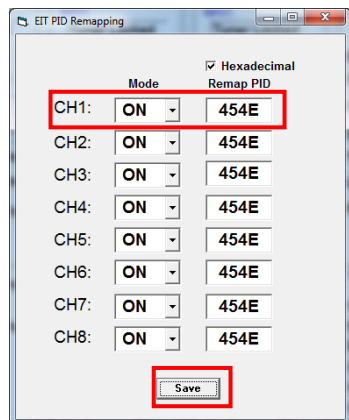 EIT PID Remapping
Hexadecimal
Mode Remap PID
CH1: ON 454E
CH2: ON 454E
CH3: ON 454E
CH4: ON 454E
CH5: ON 454E
CH6: ON 454E
CH7: ON 454E
CH8: ON 454E
Save